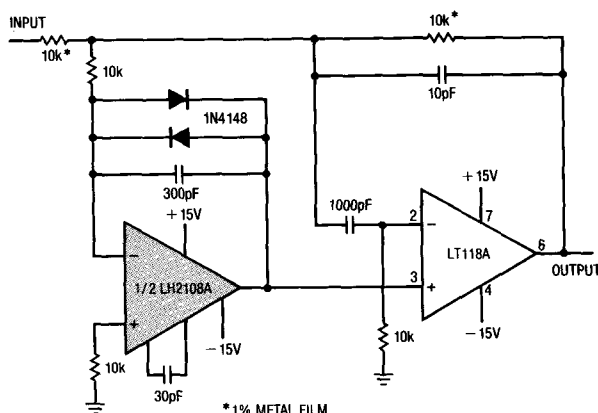 INPUT
10k*
10k
1N4148
300pF
+15V
1/2 LH2108A
−
+
−15V
10k
30pF
10k*
10pF
1000pF
+15V
2
−
7
LT118A
6
OUTPUT
3
+
4
−15V
10k
*1% METAL FILM